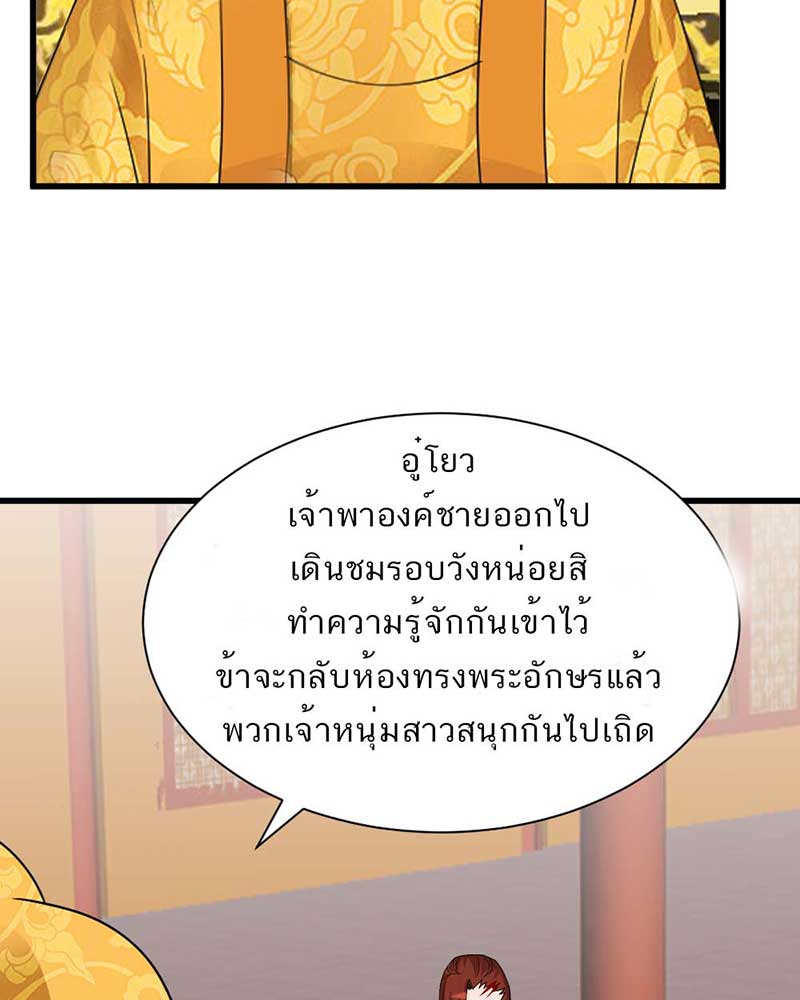 อู๋โยว
เจ้าพาองค์ชายออกไป
เดินชมรอบวังหน่อยสิ
ทำความรู้จักกันเข้าไว้
ข้าจะกลับห้องทรงพระอักษรแล้ว
พวกเจ้าหนุ่มสาวสนุกกันไปเถิด